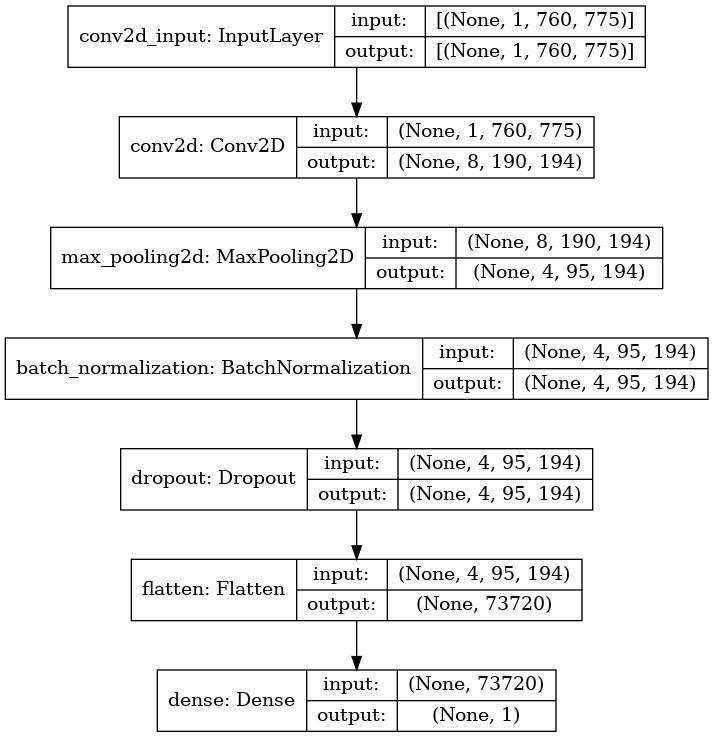 conv2d_input: InputLayer
input: [(None, 1, 760, 775)]
output: [(None, 1, 760, 775)]
conv2d: Conv2D
input: (None, 1, 760, 775)
output: (None, 8, 190, 194)
max_pooling2d: MaxPooling2D
input: (None, 8, 190, 194)
output: (None, 4, 95, 194)
batch_normalization: BatchNormalization
input: (None, 4, 95, 194)
output: (None, 4, 95, 194)
dropout: Dropout
input: (None, 4, 95, 194)
output: (None, 4, 95, 194)
flatten: Flatten
input: (None, 4, 95, 194)
output: (None, 73720)
dense: Dense
input: (None, 73720)
output: (None, 1)